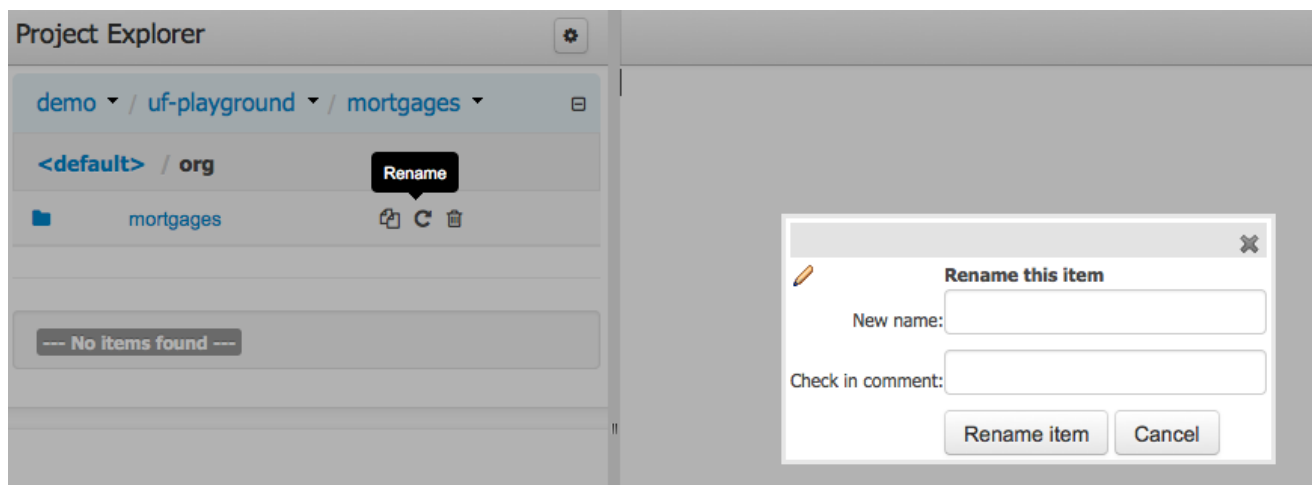 Project Explorer
demo / uf-playground / mortgages
<default> / org
Rename
mortgages
--- No items found ---
Rename this item
New name:
Check in comment:
Rename item Cancel